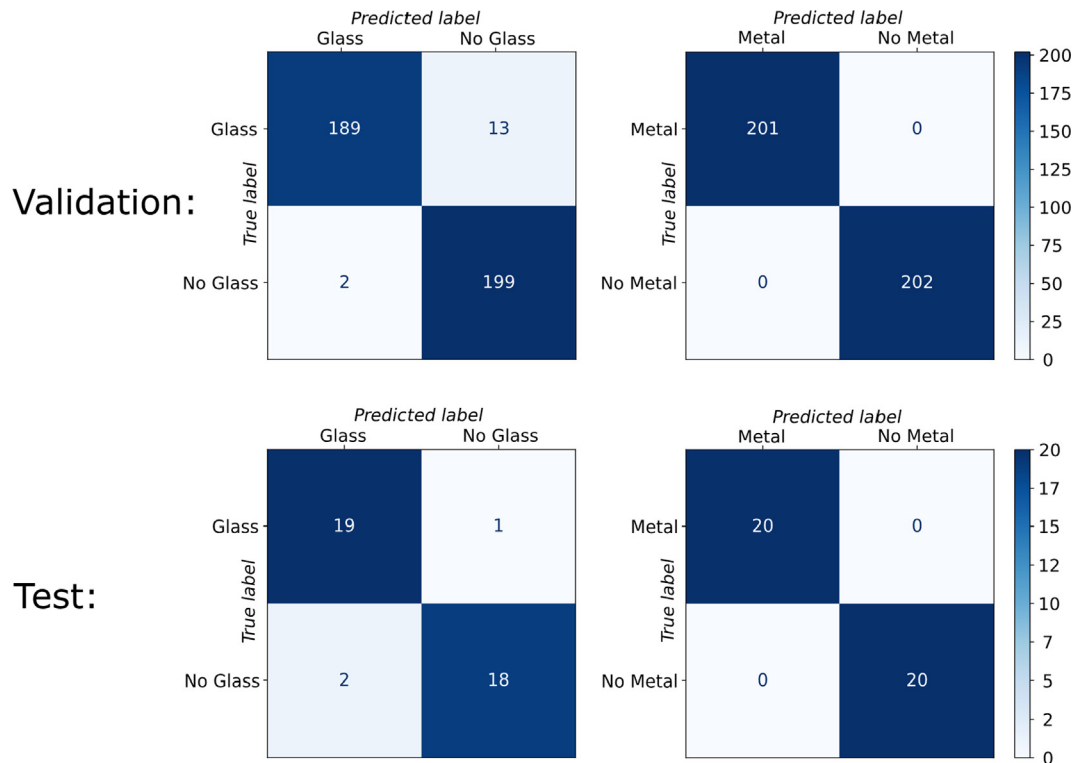 Predicted label
Glass No Glass
Glass 189 13
True label
No Glass 2 199
Predicted label
Metal No Metal
Metal 201 0
True label
No Metal 0 202
200
175
150
125
100
75
50
25
0
Validation:
Predicted label
Glass No Glass
Glass 19 1
True label
No Glass 2 18
Predicted label
Metal No Metal
Metal 20 0
True label
No Metal 0 20
20
17
15
12
10
7
5
2
0
Test: